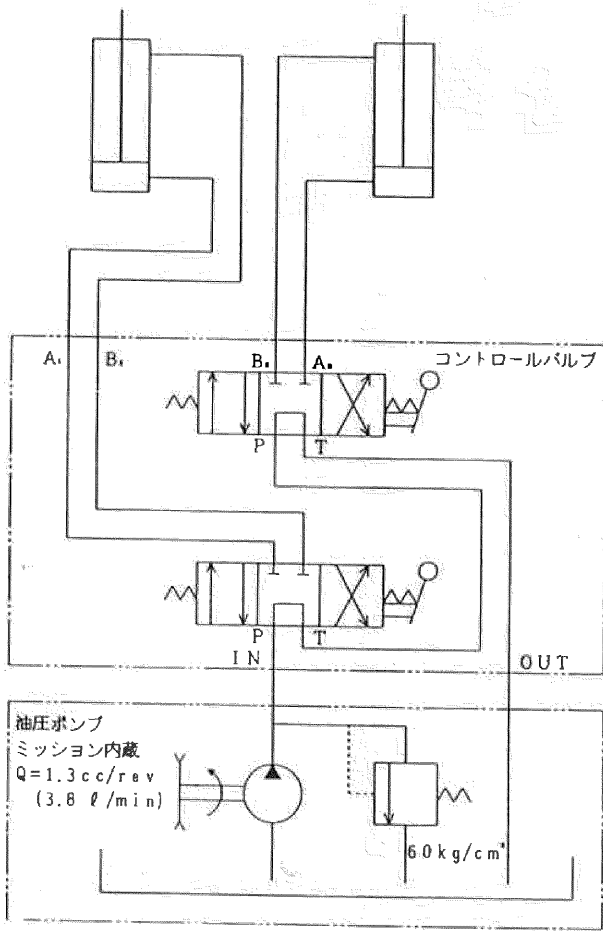 A₁ B₁ B₂ A₂ コントロールバルブ
P T
P T
IN OUT
油圧ポンプ
ミッション内蔵
Q=1.3cc/rev
(3.8 ℓ/min)
60kg/cm²